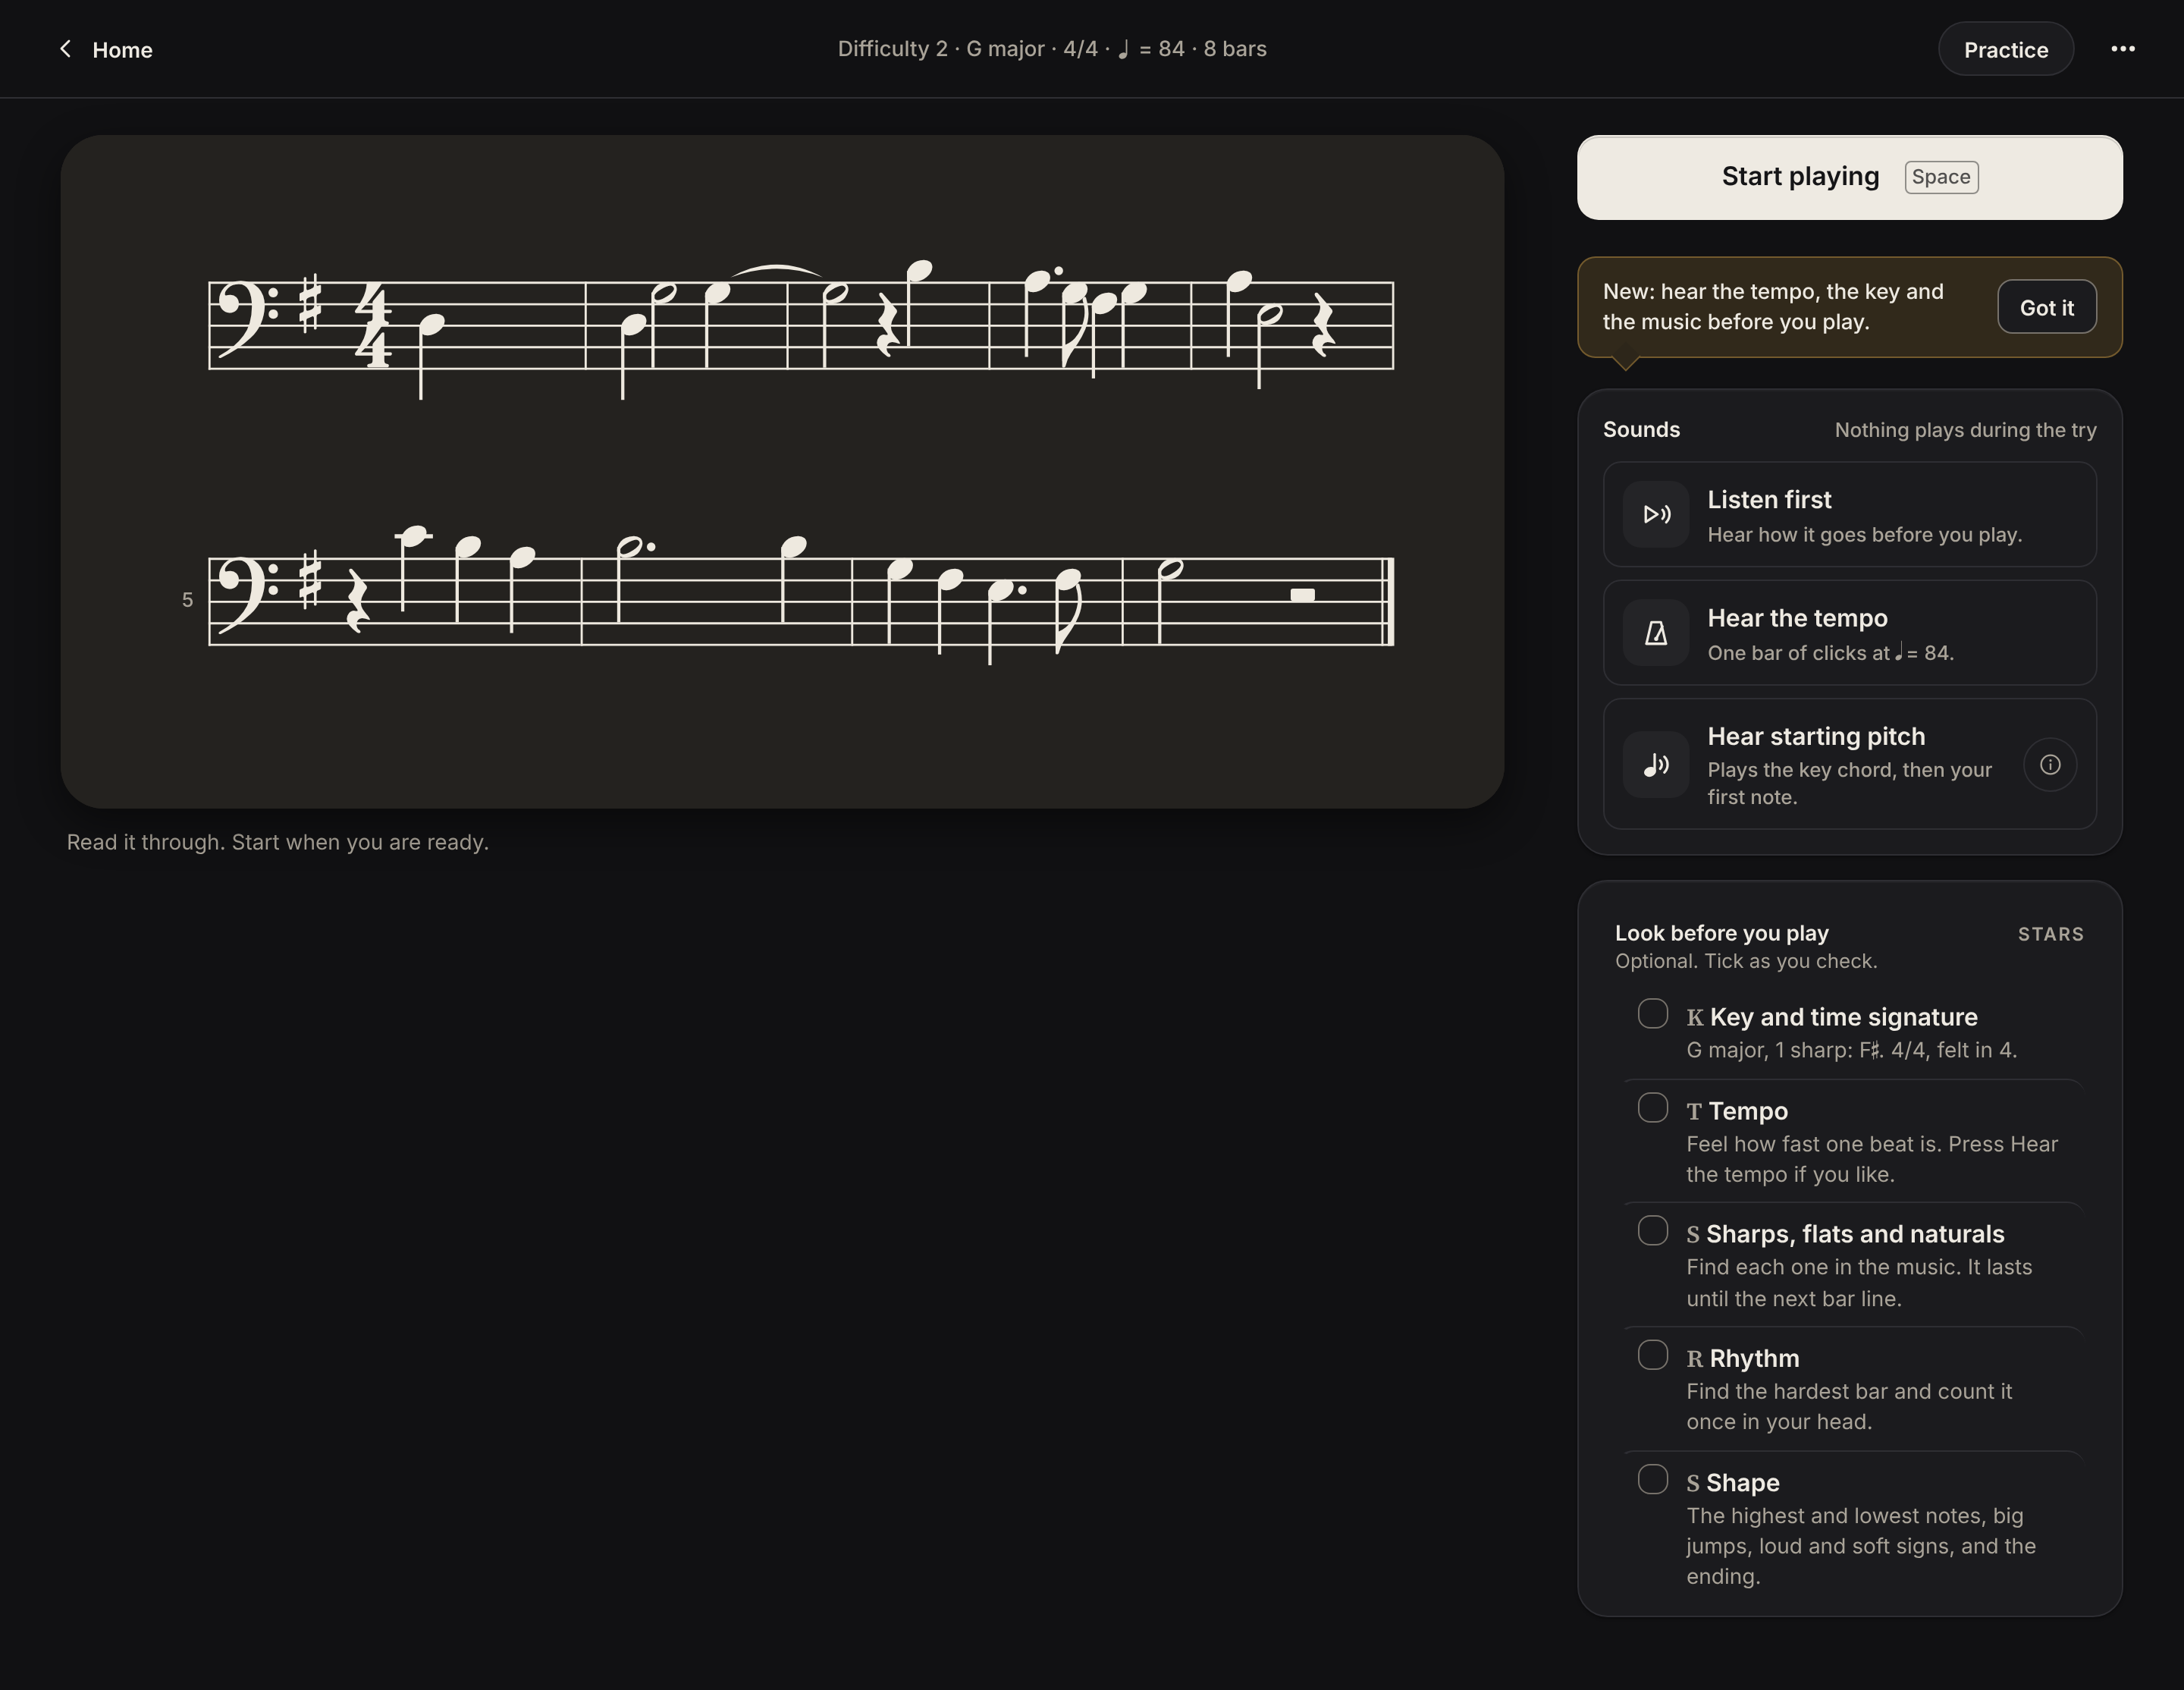 Home
Difficulty 2 · G major · 4/4 · ♩ = 84 · 8 bars
Practice
Start playing Space
New: hear the tempo, the key and
the music before you play.
Got it
Sounds
Nothing plays during the try
Listen first
Hear how it goes before you play.
Hear the tempo
One bar of clicks at ♩ = 84.
Hear starting pitch
Plays the key chord, then your
first note.
4
4
5
Read it through. Start when you are ready.
Look before you play
STARS
Optional. Tick as you check.
K Key and time signature
G major, 1 sharp: F♯. 4/4, felt in 4.
T Tempo
Feel how fast one beat is. Press Hear
the tempo if you like.
S Sharps, flats and naturals
Find each one in the music. It lasts
until the next bar line.
R Rhythm
Find the hardest bar and count it
once in your head.
S Shape
The highest and lowest notes, big
jumps, loud and soft signs, and the
ending.